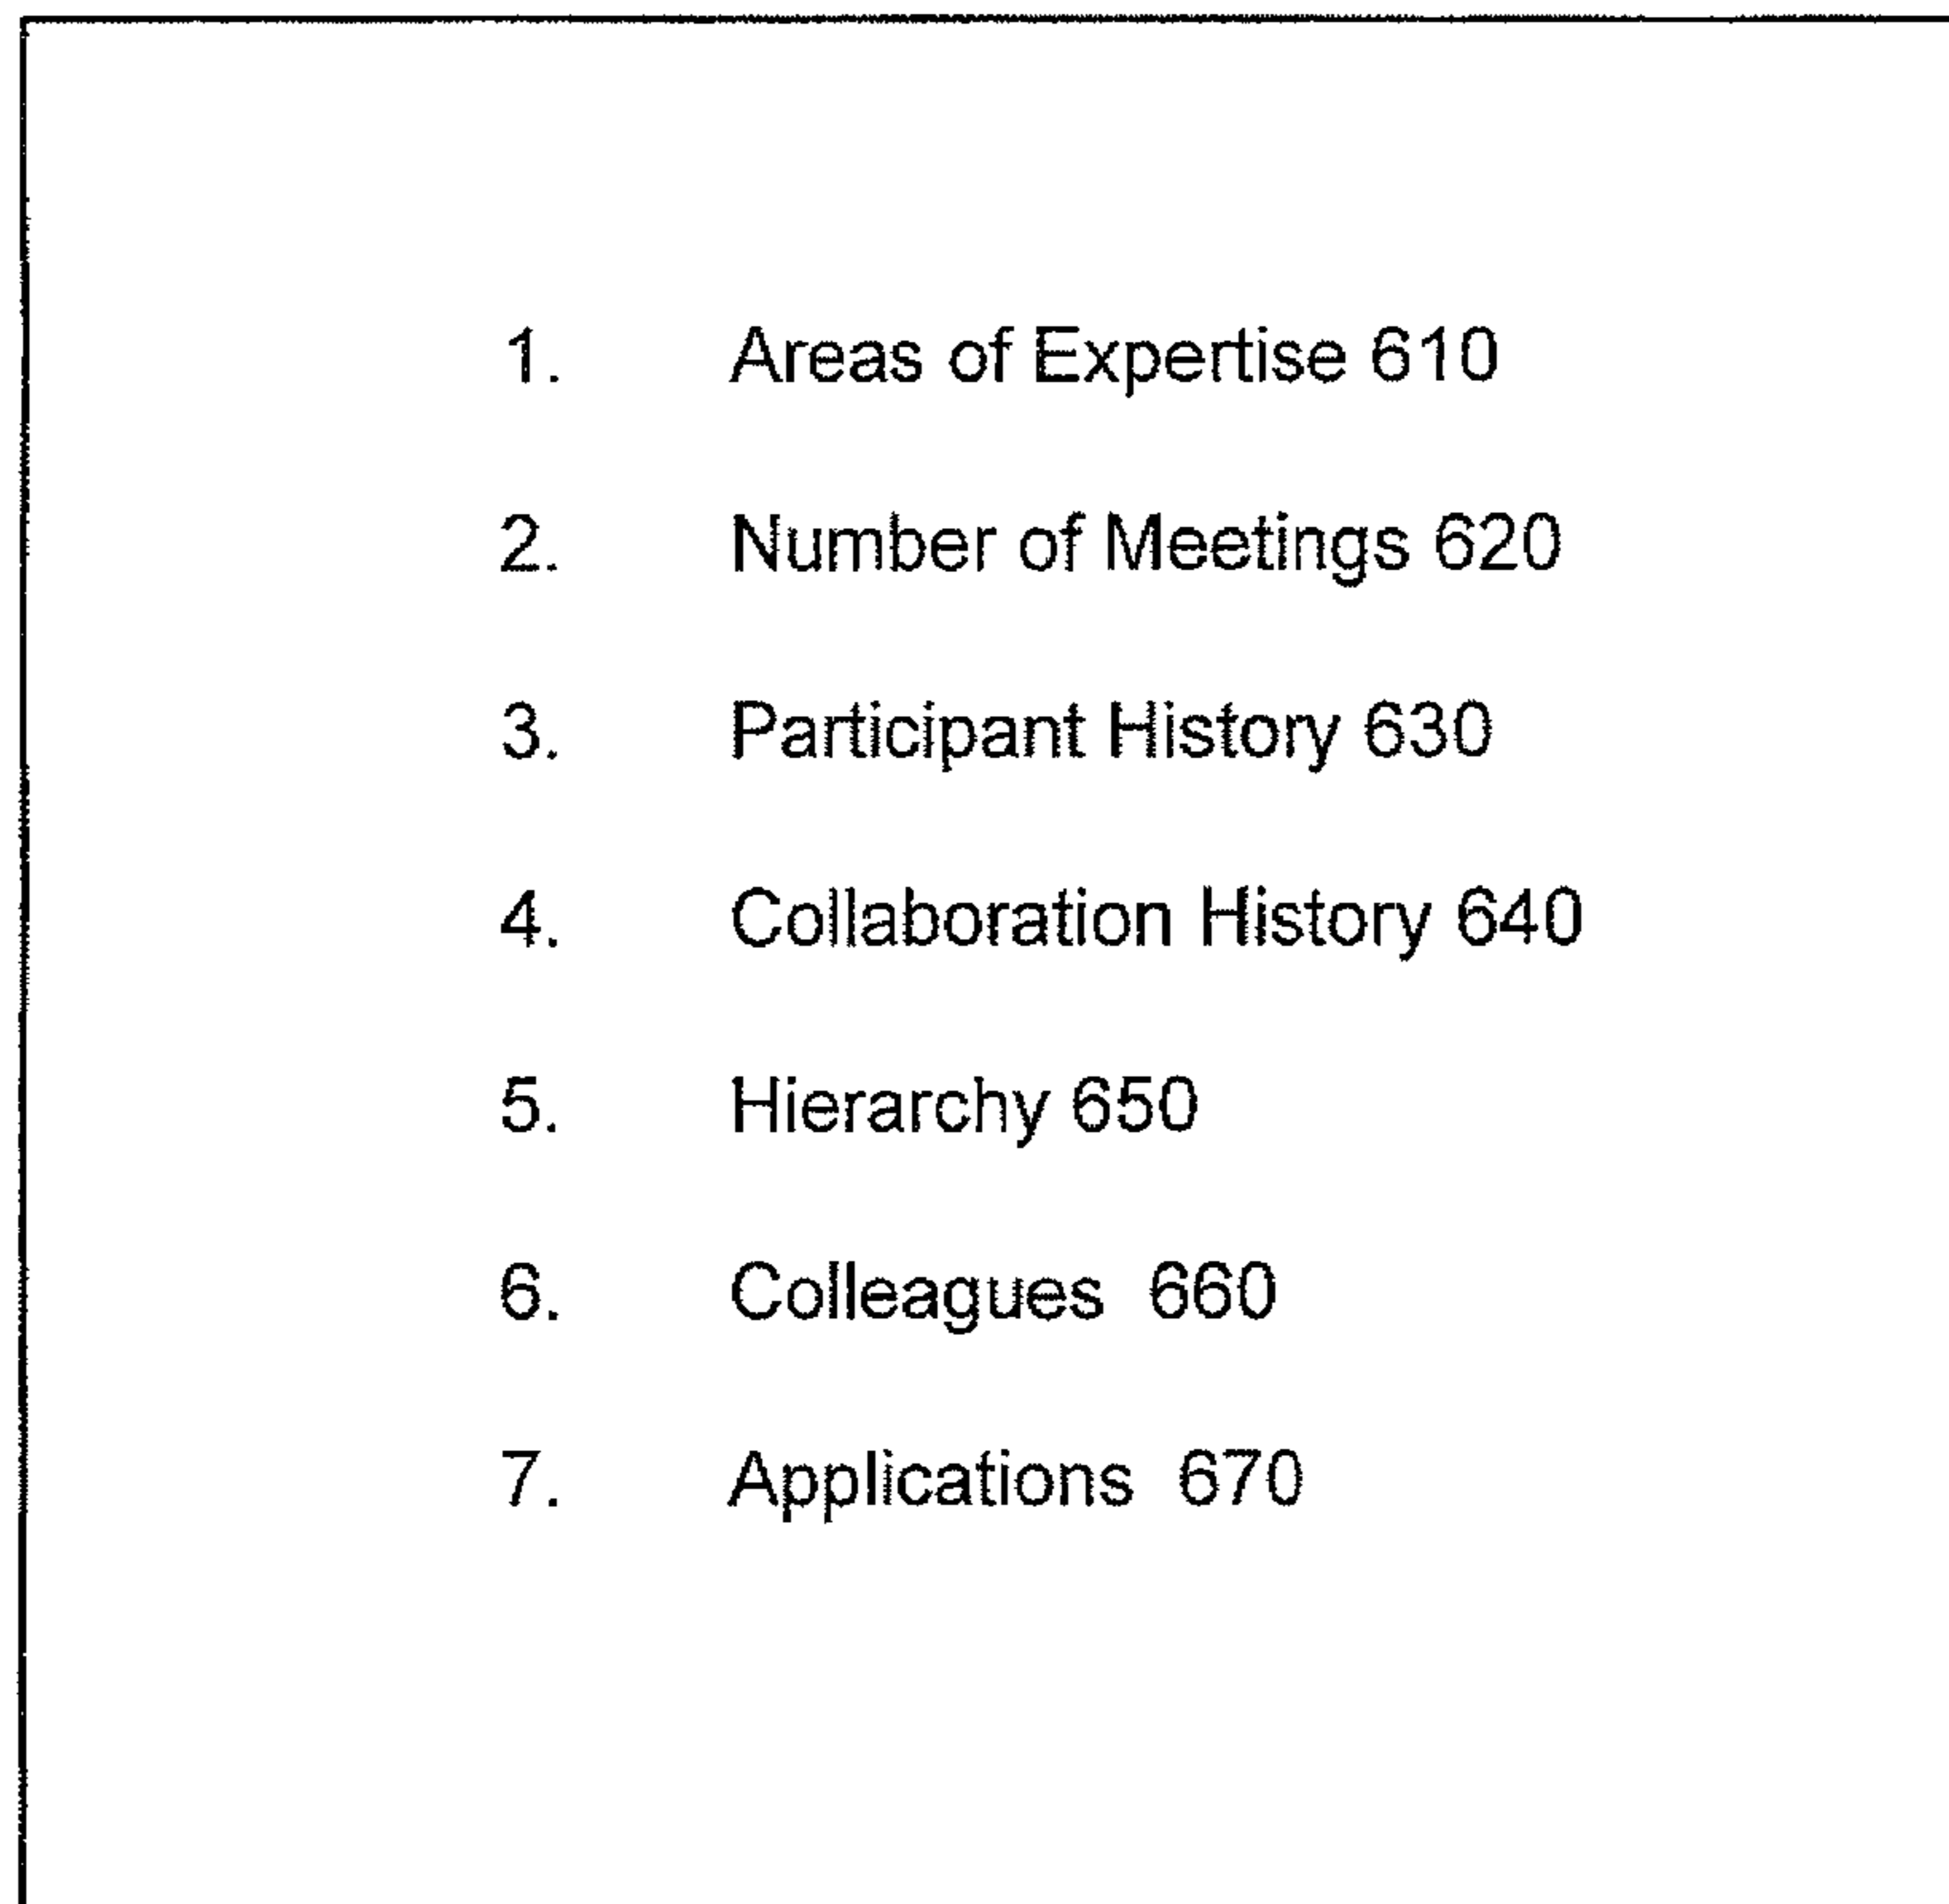 1. Areas of Expertise 610
2. Number of Meetings 620
3. Participant History 630
4. Collaboration History 640
5. Hierarchy 650
6. Colleagues 660
7. Applications 670